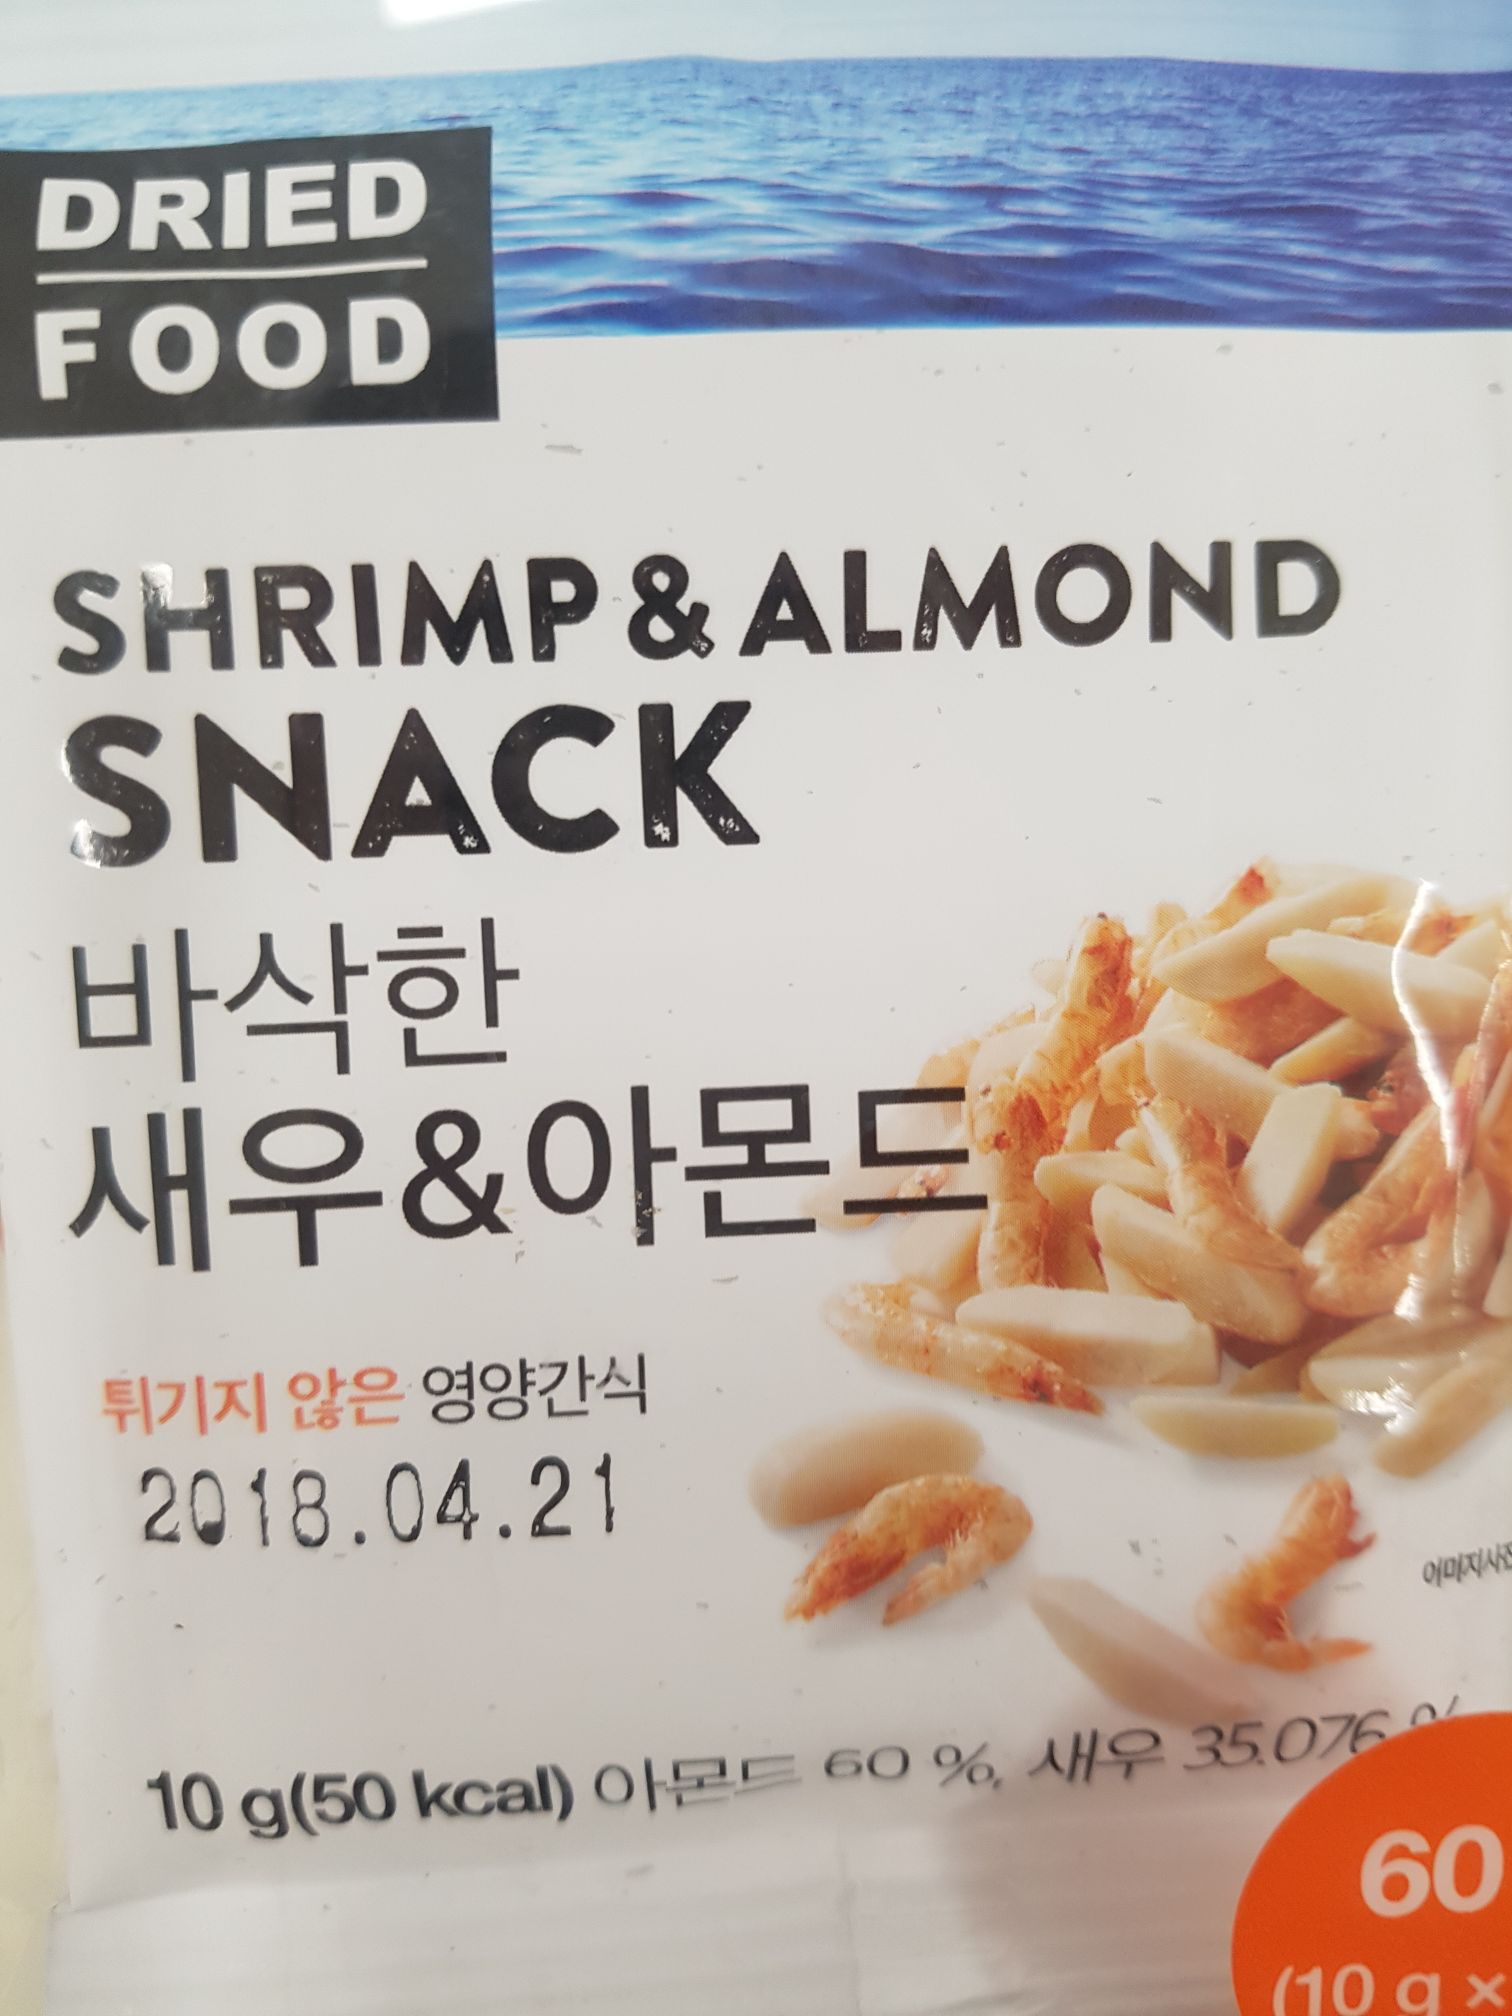 DRIED
FOOD
SHRIMP & ALMOND
SNACK
바삭한
새우&아몬드
튀기지 않은 영양간식
2018.04.21
10 g(50 kcal) 아몬드 60 %, 새우 35.076 %
60
(10 g ×